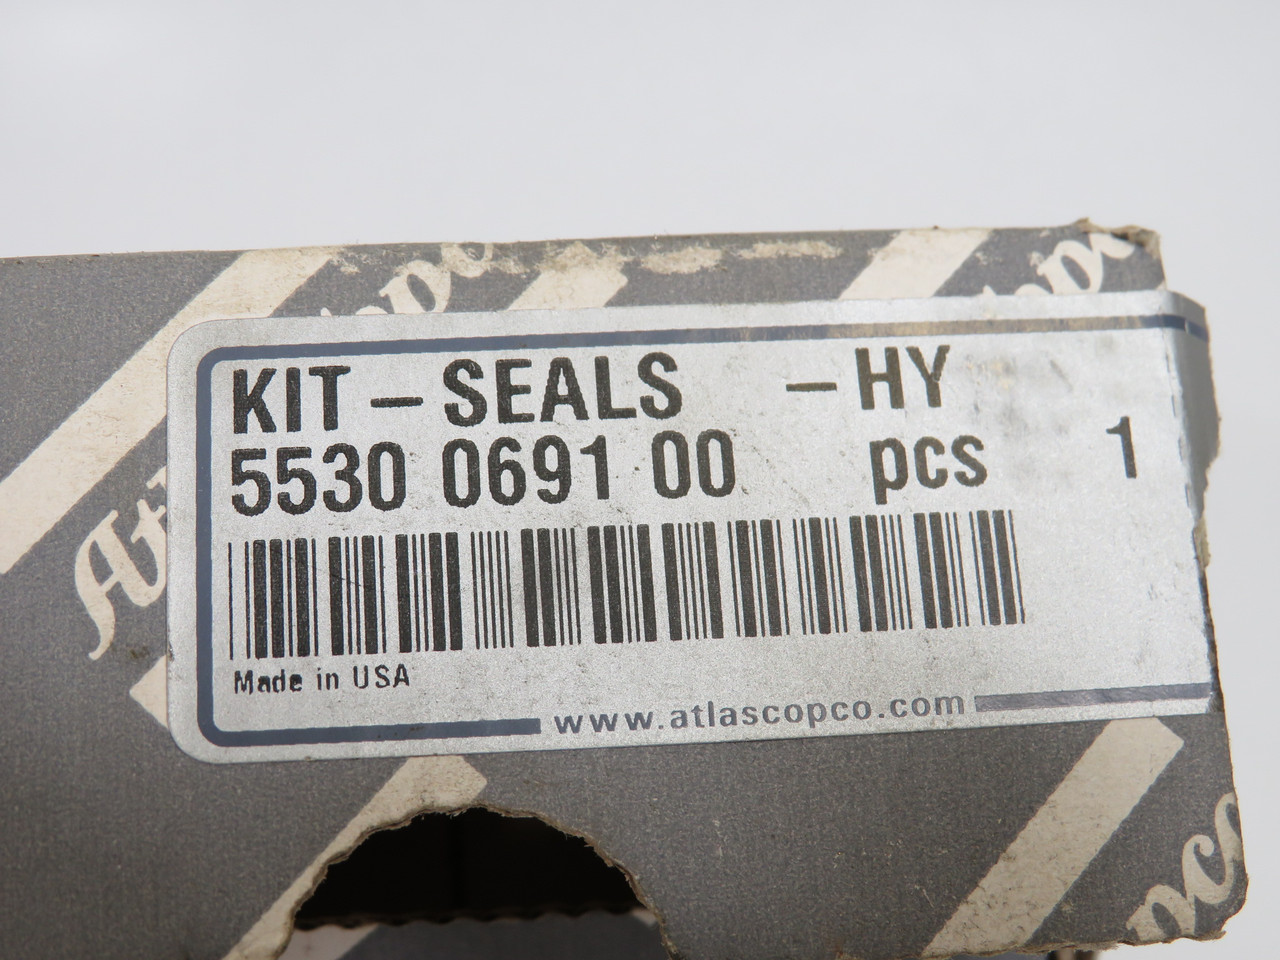 KIT - SEALS - HY
5530 0691 00 pcs 1
Made in USA
www.atlascopco.com